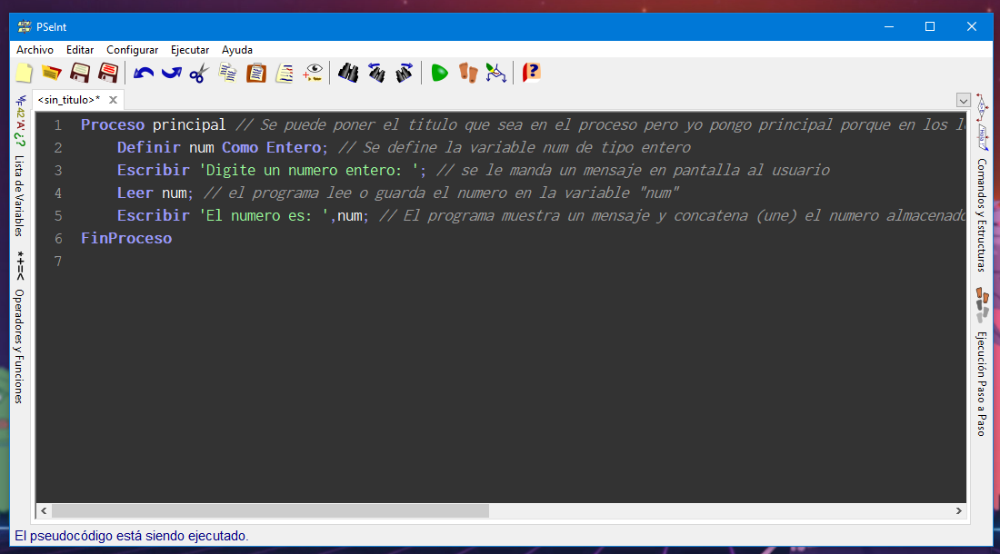 PSeInt
Archivo Editar Configurar Ejecutar Ayuda
<sin_titulo>*
1 Proceso principal // Se puede poner el titulo que sea en el proceso pero yo pongo principal porque en los
2 Definir num Como Entero; // Se define la variable num de tipo entero
3 Escribir 'Digite un numero entero: '; // se le manda un mensaje en pantalla al usuario
4 Leer num; // el programa lee o guarda el numero en la variable "num"
5 Escribir 'El numero es: ',num; // El programa muestra un mensaje y concatena (une) el numero almacenado
6 FinProceso
7
42 'A' ¿?
Lista de Variables
*+=<
Operadores y Funciones
Comandos y Estructuras
Ejecución Paso a Paso
El pseudocódigo está siendo ejecutado.